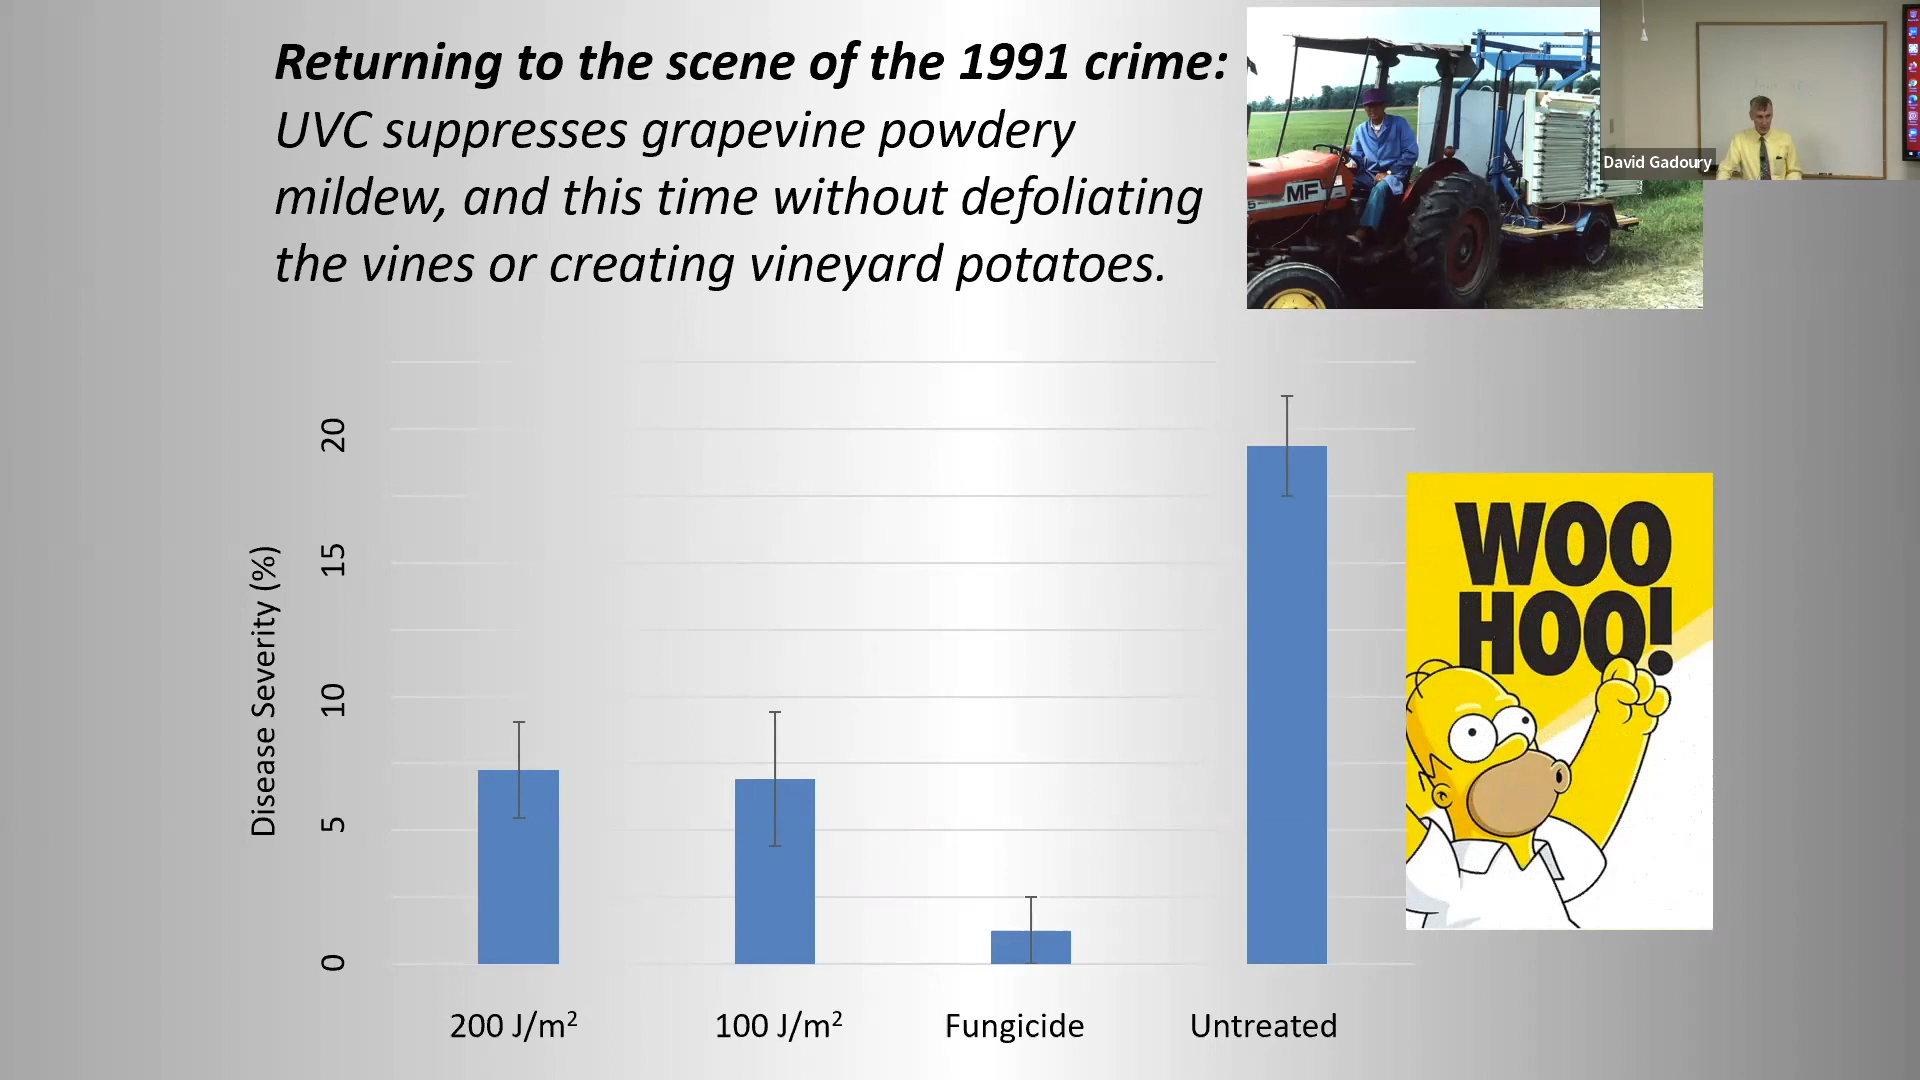 Returning to the scene of the 1991 crime:
UVC suppresses grapevine powdery
mildew, and this time without defoliating
the vines or creating vineyard potatoes.
MF
David Gadoury
Disease Severity (%)
20
15
10
5
0
200 J/m²
100 J/m²
Fungicide
Untreated
WOO
HOO!